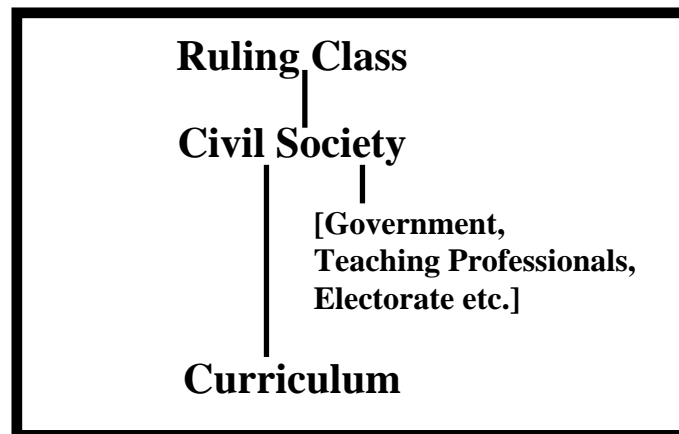 Ruling Class
Civil Society
[Government,
Teaching Professionals,
Electorate etc.]
Curriculum